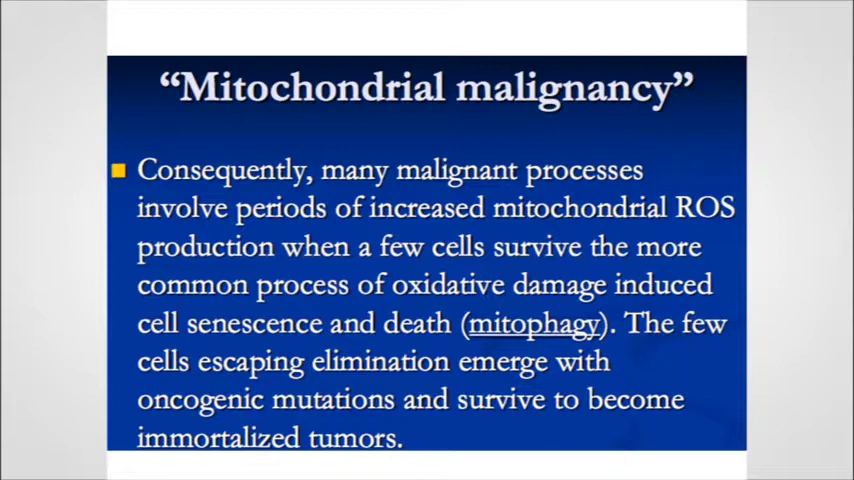 “Mitochondrial malignancy”
Consequently, many malignant processes
involve periods of increased mitochondrial ROS
production when a few cells survive the more
common process of oxidative damage induced
cell senescence and death (mitophagy). The few
cells escaping elimination emerge with
oncogenic mutations and survive to become
immortalized tumors.